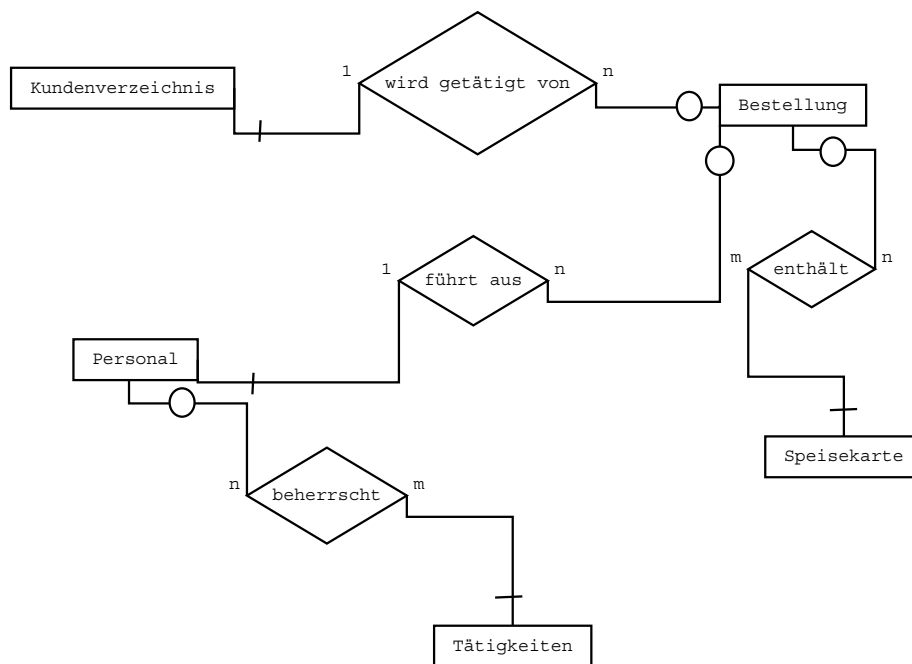 1 wird getätigt von n
Kundenverzeichnis
Bestellung
1 führt aus n
m enthält n
Personal
Speisekarte
n beherrscht m
Tätigkeiten